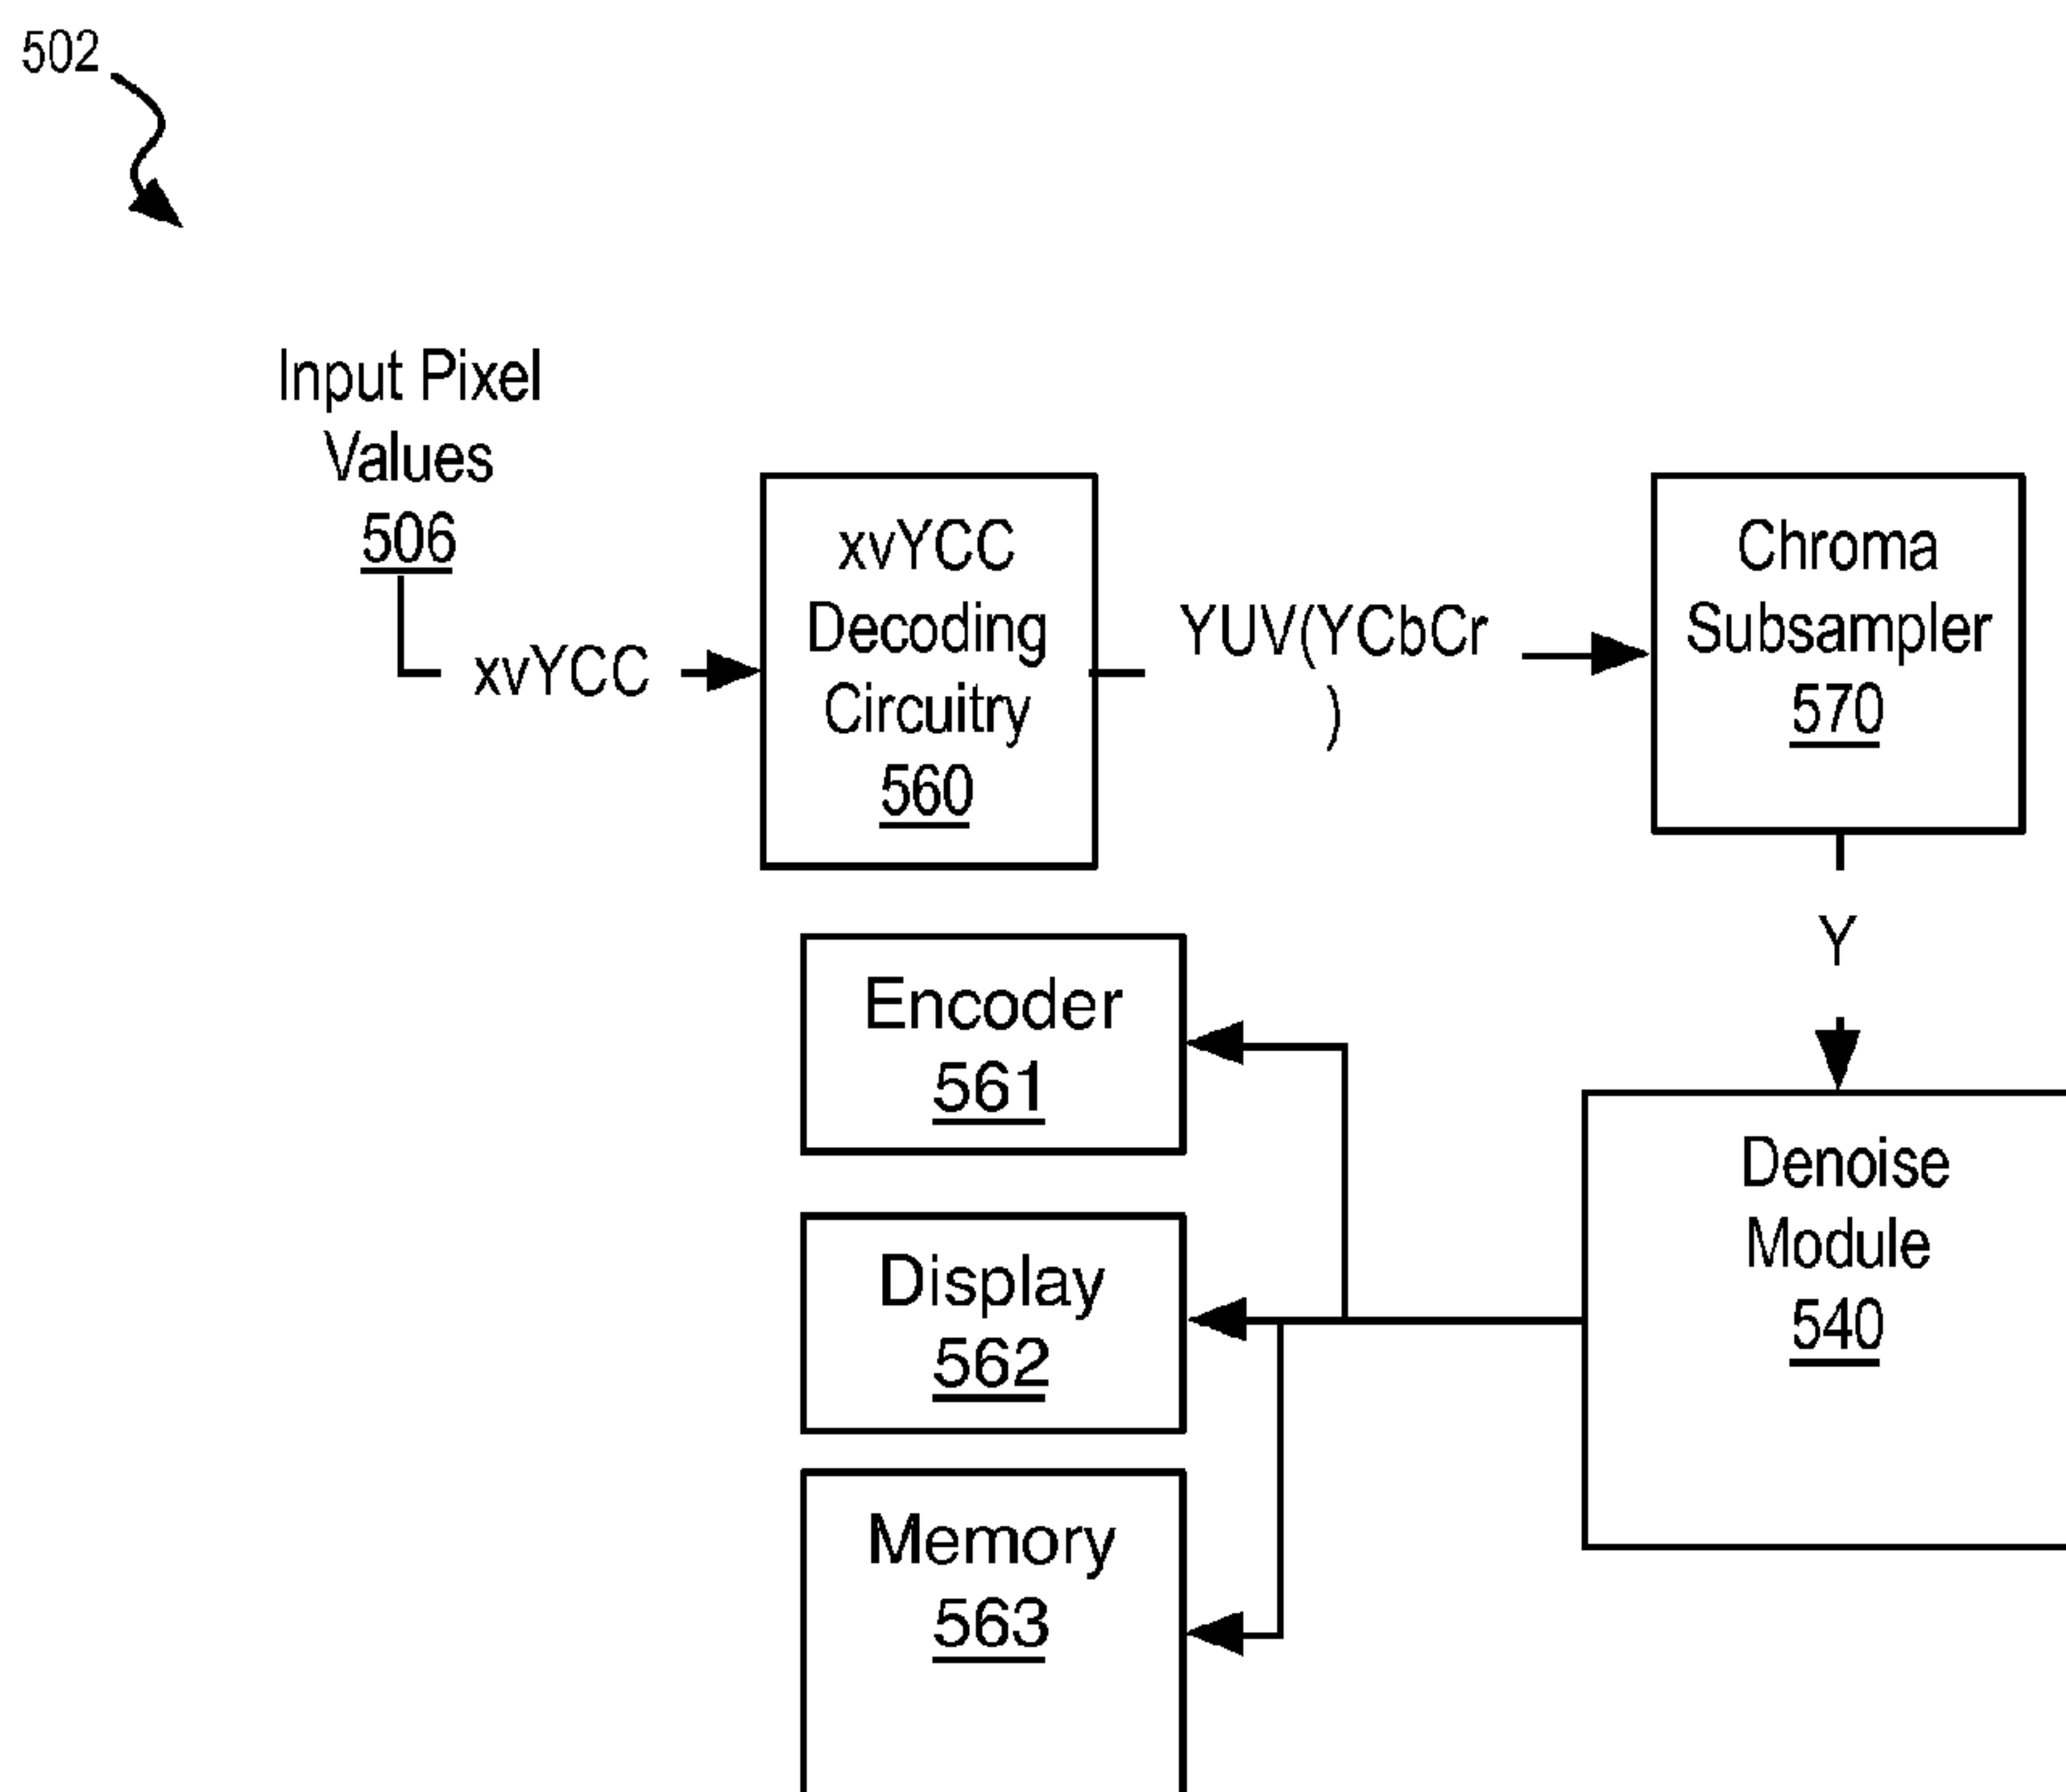 502
Input Pixel
Values
506
xvYCC
xvYCC
Decoding
Circuitry
560
YUV(YCbCr
)
Chroma
Subsampler
570
Y
Denoise
Module
540
Encoder
561
Display
562
Memory
563